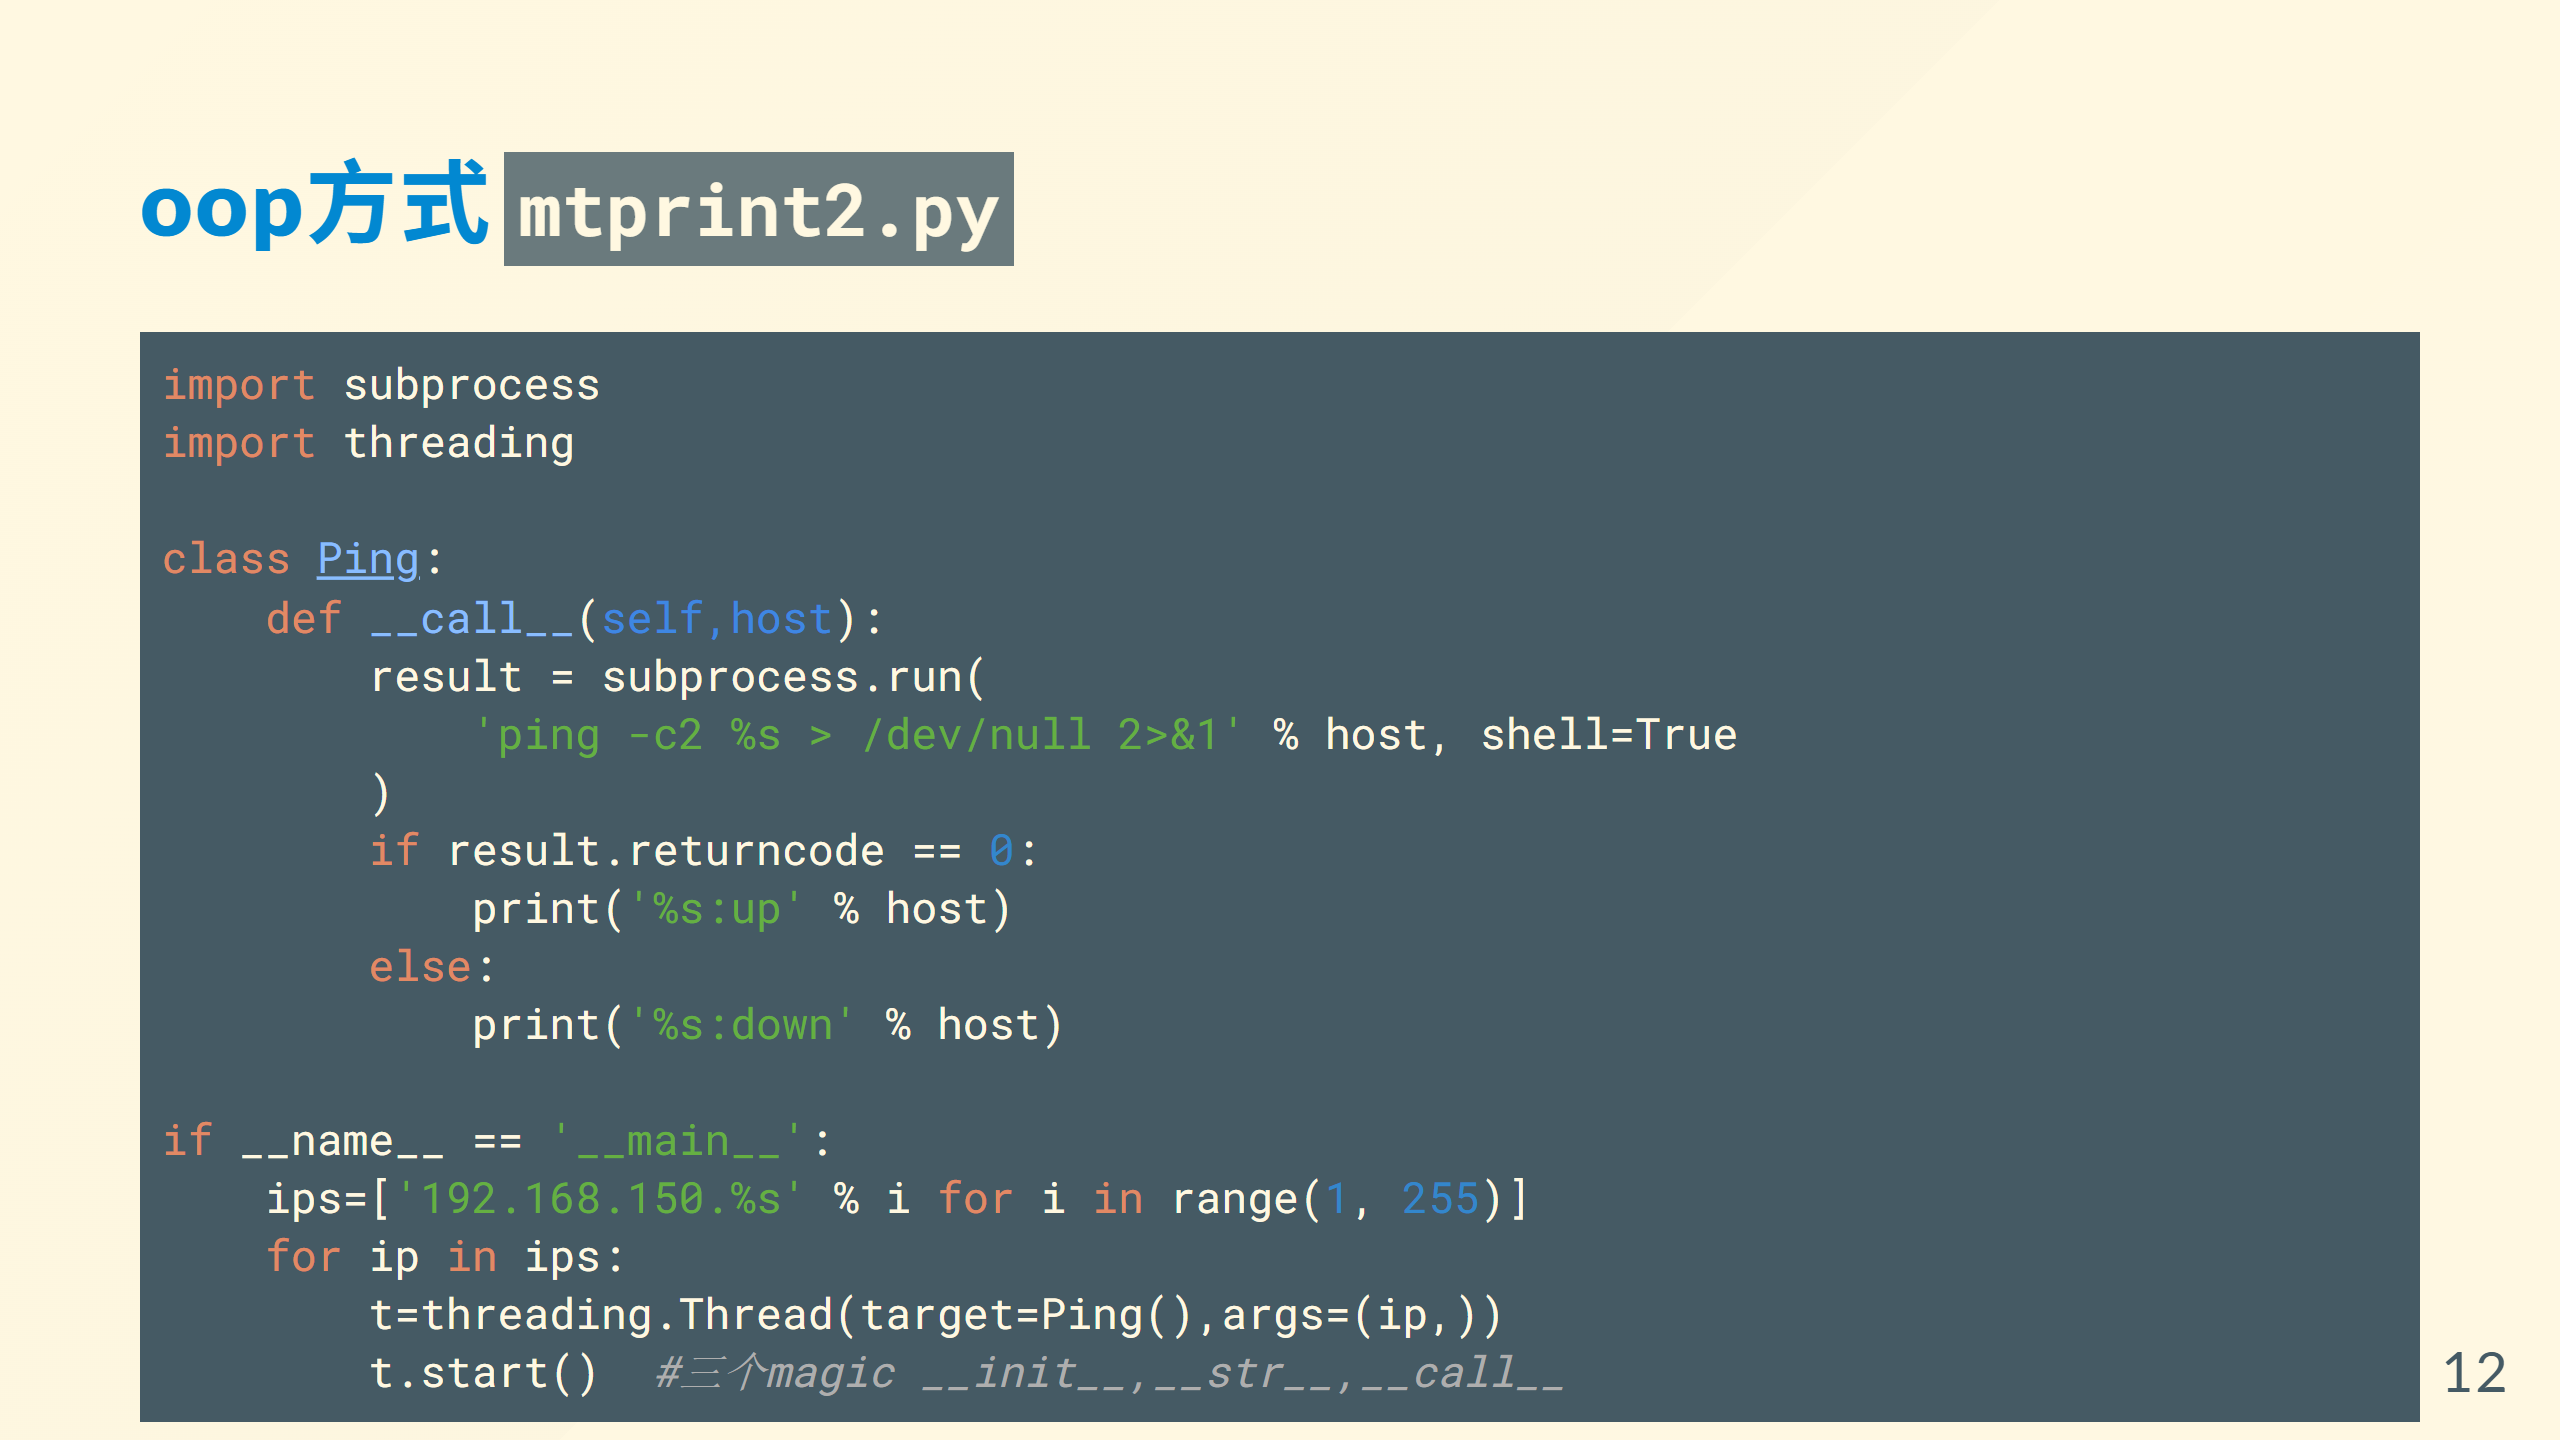 oop方式 mtprint2.py
import subprocess
import threading
class Ping:
    def __call__(self,host):
        result = subprocess.run(
            'ping -c2 %s > /dev/null 2>&1' % host, shell=True
        )
        if result.returncode == 0:
            print('%s:up' % host)
        else:
            print('%s:down' % host)
if __name__ == '__main__':
    ips=['192.168.150.%s' % i for i in range(1, 255)]
    for ip in ips:
        t=threading.Thread(target=Ping(),args=(ip,))
        t.start()  #三个magic __init__,__str__,__call__
12